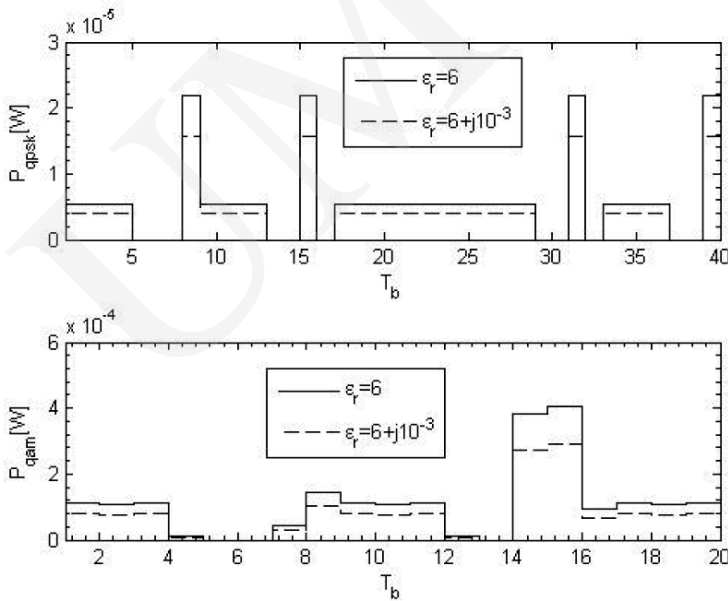 x 10⁻⁵
3
2
1
0
P_qpsk[W]
ε_r=6
ε_r=6+j10⁻³
5 10 15 20 25 30 35 40
T_b
x 10⁻⁴
6
4
2
0
P_qam[W]
ε_r=6
ε_r=6+j10⁻³
2 4 6 8 10 12 14 16 18 20
T_b
UM